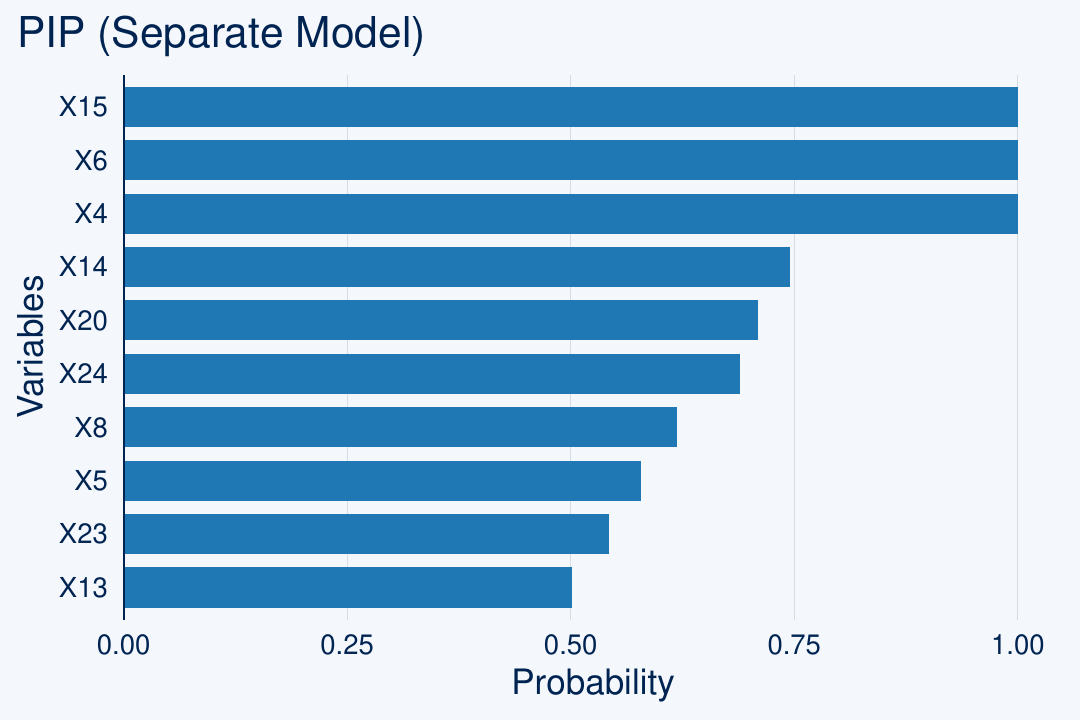 PIP (Separate Model)
Variables
X15
X6
X4
X14
X20
X24
X8
X5
X23
X13
0.00 0.25 0.50 0.75 1.00
Probability